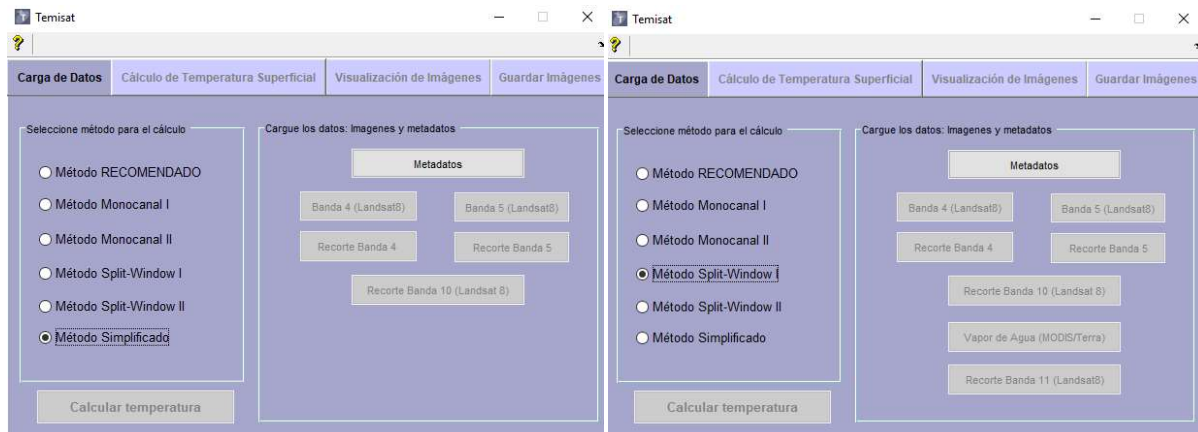 Temisat
Carga de Datos Cálculo de Temperatura Superficial Visualización de Imágenes Guardar Imágenes
Seleccione método para el cálculo
Método RECOMENDADO
Método Monocanal I
Método Monocanal II
Método Split-Window I
Método Split-Window II
Método Simplificado
Calcular temperatura
Cargue los datos: Imagenes y metadatos
Metadatos
Banda 4 (Landsat8) Banda 5 (Landsat8)
Recorte Banda 4 Recorte Banda 5
Recorte Banda 10 (Landsat 8)
Temisat
Carga de Datos Cálculo de Temperatura Superficial Visualización de Imágenes Guardar Imágenes
Seleccione método para el cálculo
Método RECOMENDADO
Método Monocanal I
Método Monocanal II
Método Split-Window I
Método Split-Window II
Método Simplificado
Calcular temperatura
Cargue los datos: Imagenes y metadatos
Metadatos
Banda 4 (Landsat8) Banda 5 (Landsat8)
Recorte Banda 4 Recorte Banda 5
Recorte Banda 10 (Landsat 8)
Vapor de Agua (MODIS/Terra)
Recorte Banda 11 (Landsat8)